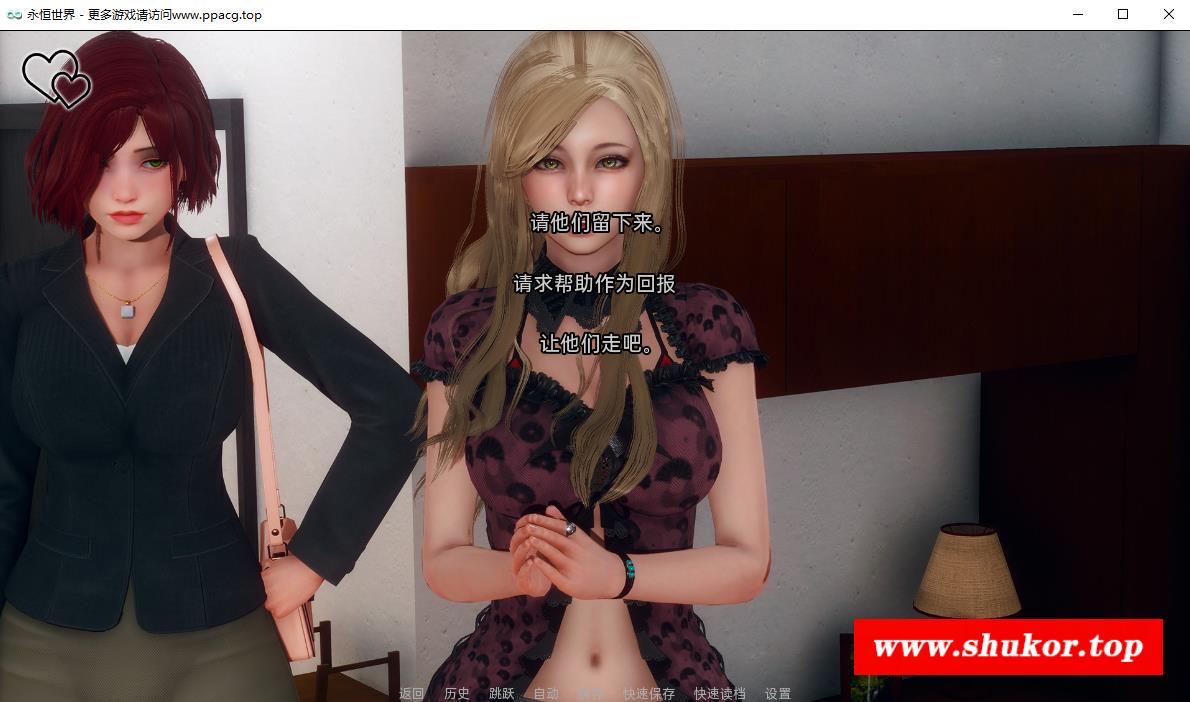 永恒世界 - 更多游戏请访问www.ppacg.top
请他们留下来。
请求帮助作为回报
让他们走吧。
www.shukor.top
返回 历史 跳跃 自动 快速保存 快速读档 设置